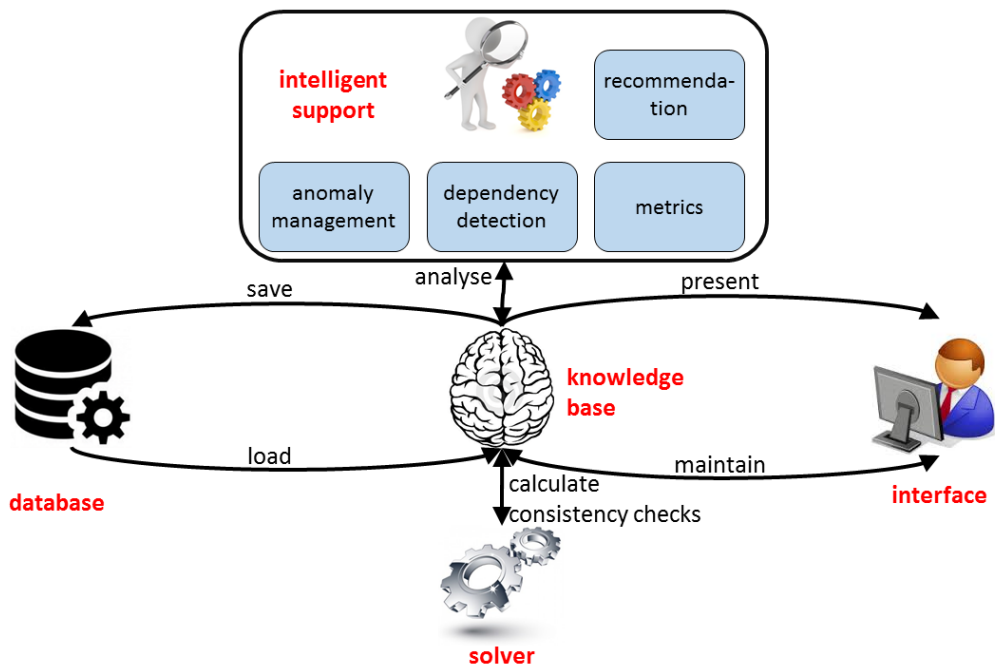 intelligent
support
recommenda-
tion
anomaly
management
dependency
detection
metrics
analyse
save
present
knowledge
base
load
maintain
calculate
consistency checks
database
interface
solver